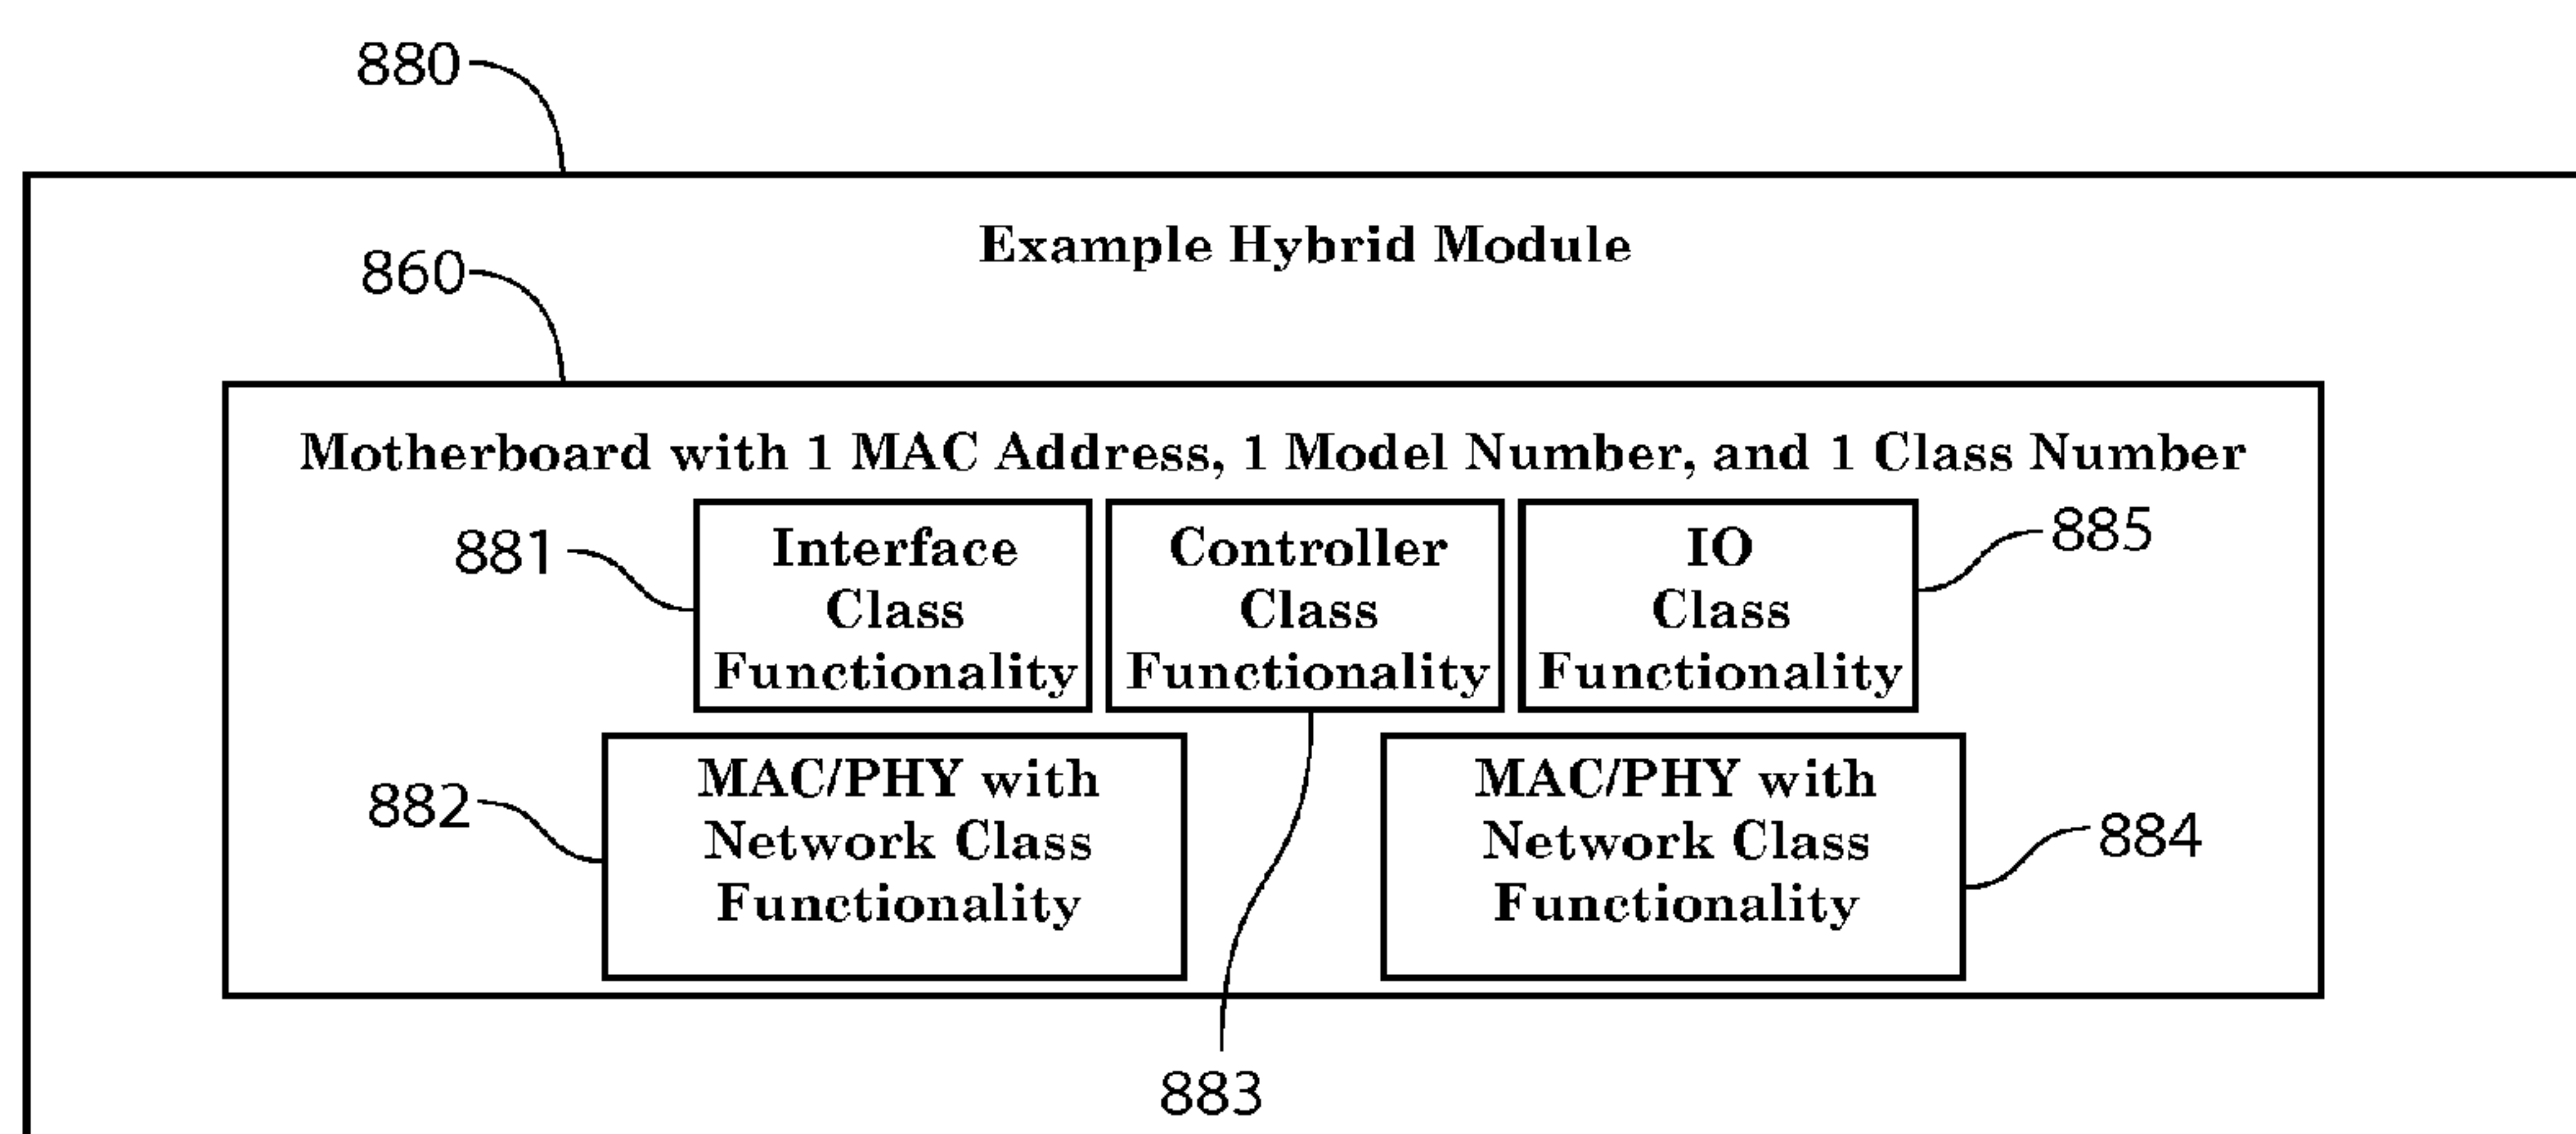 880
Example Hybrid Module
860
Motherboard with 1 MAC Address, 1 Model Number, and 1 Class Number
881
Interface
Class
Functionality
Controller
Class
Functionality
IO
Class
Functionality
885
882
MAC/PHY with
Network Class
Functionality
MAC/PHY with
Network Class
Functionality
884
883